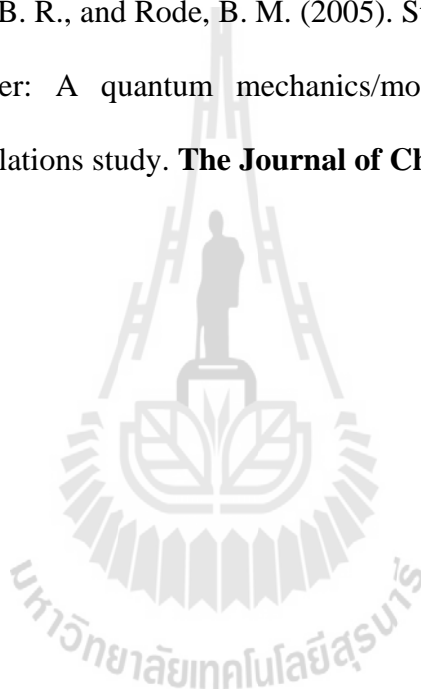 B. R., and Rode, B. M. (2005). S
er: A quantum mechanics/mo
lations study. The Journal of Ch
มหาวิทยาลัยเทคโนโลยีสุรนารี